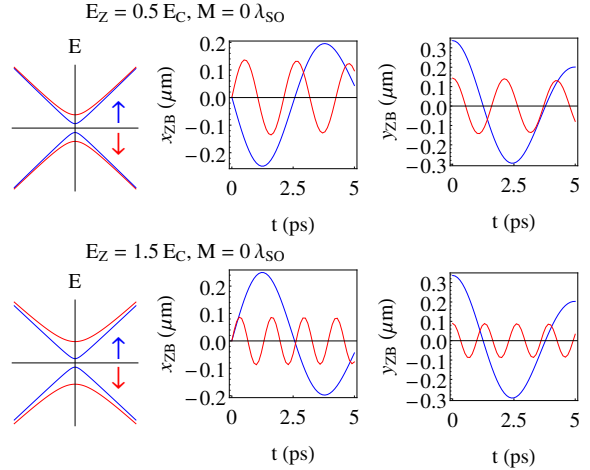 E_Z = 0.5 E_C, M = 0 λ_SO
E
x_ZB (μm)
0.2
0.1
0.0
−0.1
−0.2
0 2.5 5
t (ps)
y_ZB (μm)
0.3
0.2
0.1
0.0
−0.1
−0.2
−0.3
0 2.5 5
t (ps)
E_Z = 1.5 E_C, M = 0 λ_SO
E
x_ZB (μm)
0.2
0.1
0.0
−0.1
−0.2
0 2.5 5
t (ps)
y_ZB (μm)
0.3
0.2
0.1
0.0
−0.1
−0.2
−0.3
0 2.5 5
t (ps)